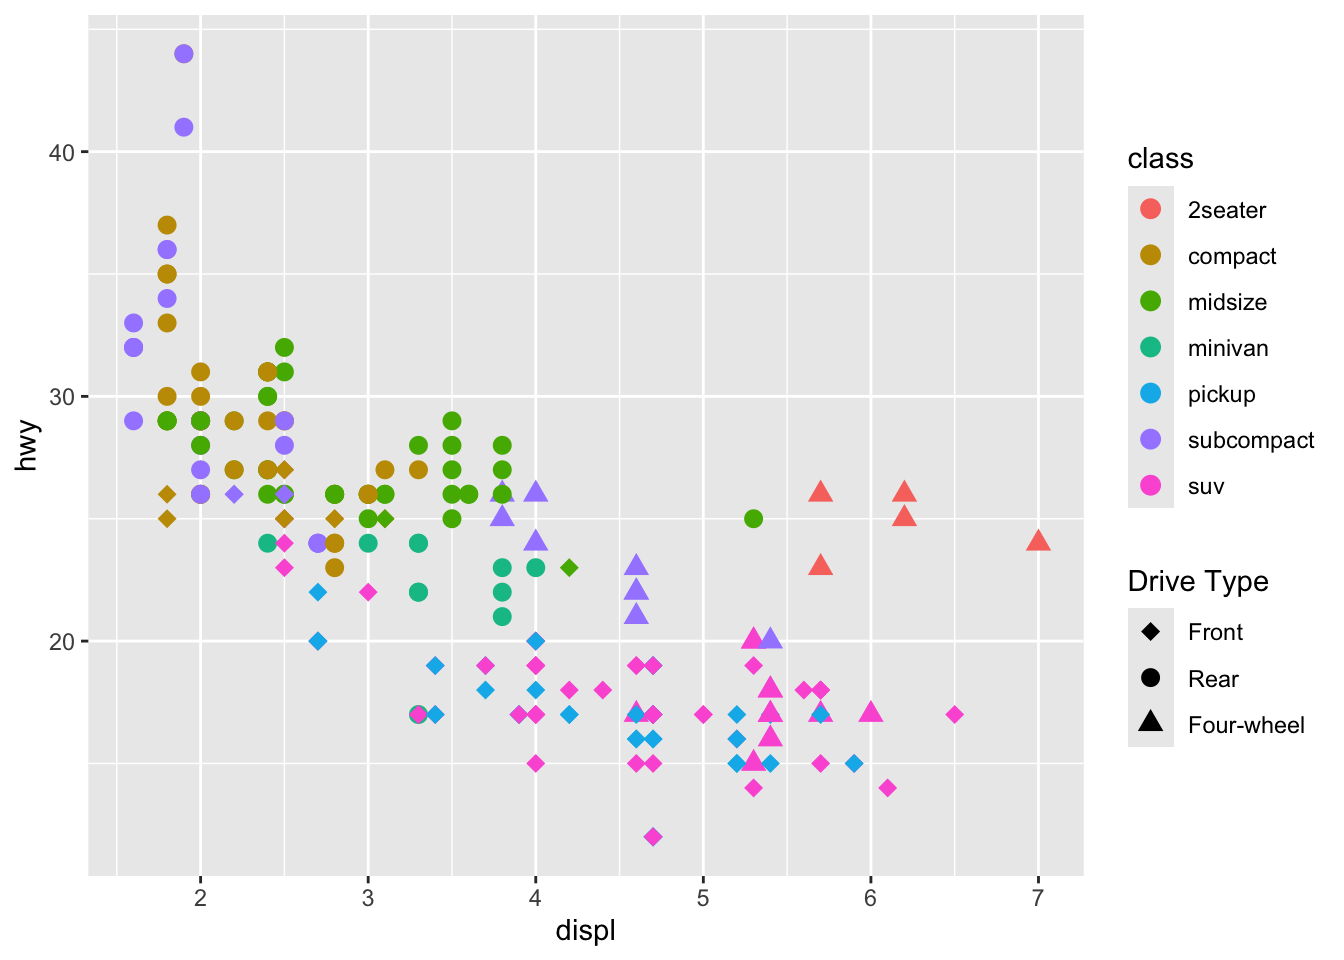 hwy
40
30
20
2 3 4 5 6 7
displ
class
2seater
compact
midsize
minivan
pickup
subcompact
suv
Drive Type
Front
Rear
Four-wheel